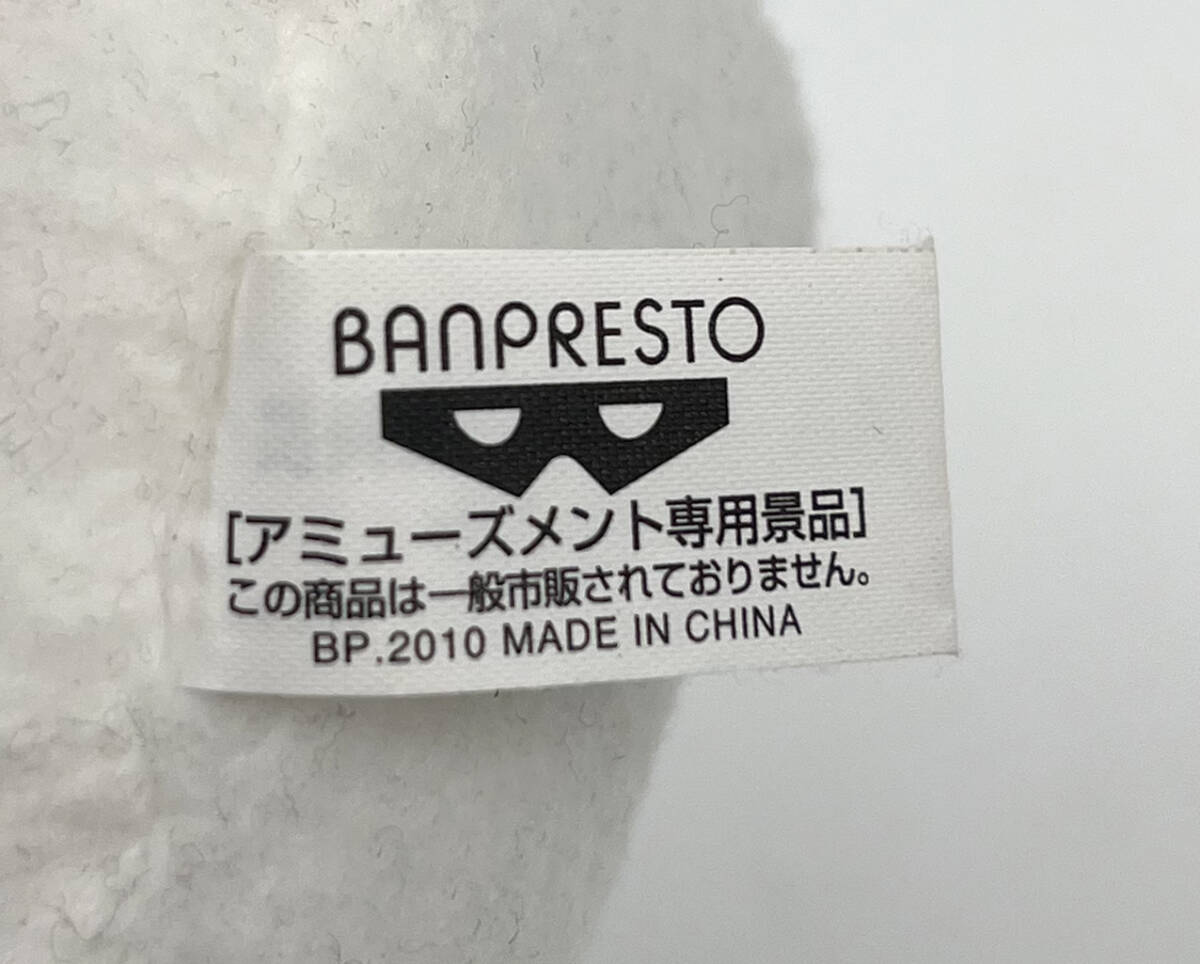 BANPRESTO
[アミューズメント専用景品]
この商品は一般市販されておりません。
BP.2010 MADE IN CHINA